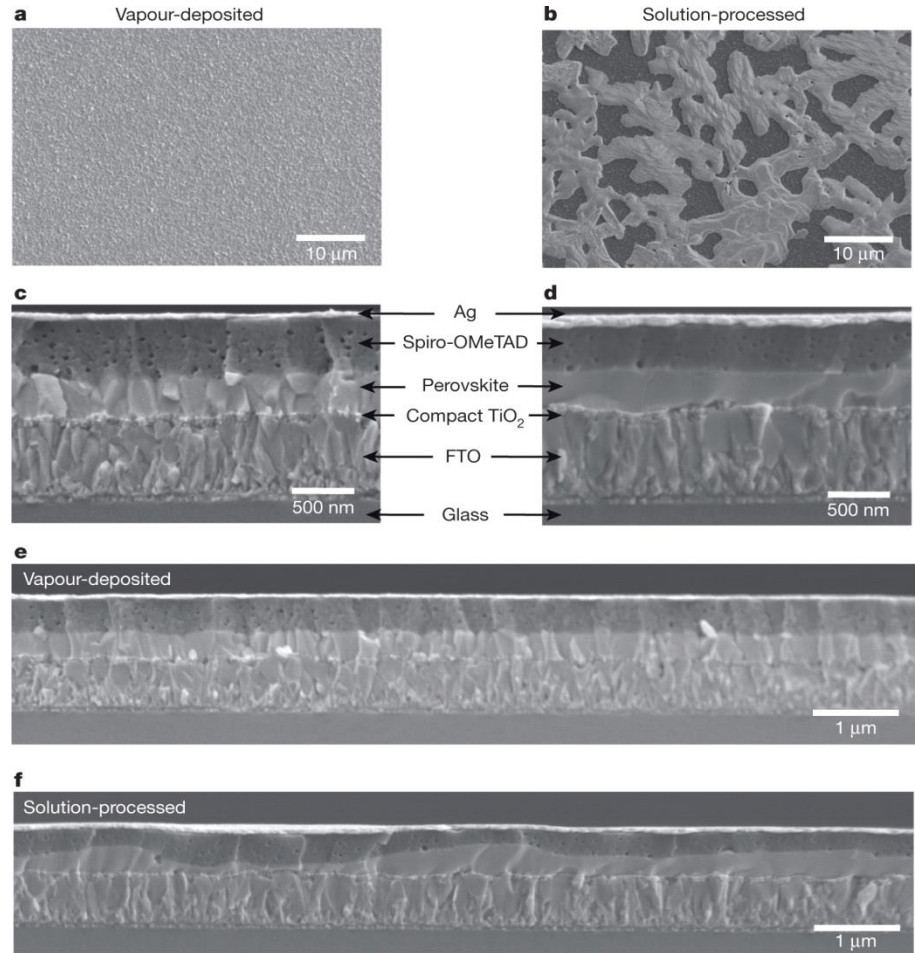 a
Vapour-deposited
b
Solution-processed
10 μm
10 μm
c
d
Ag
Spiro-OMeTAD
Perovskite
Compact TiO₂
FTO
Glass
500 nm
500 nm
e
Vapour-deposited
1 μm
f
Solution-processed
1 μm